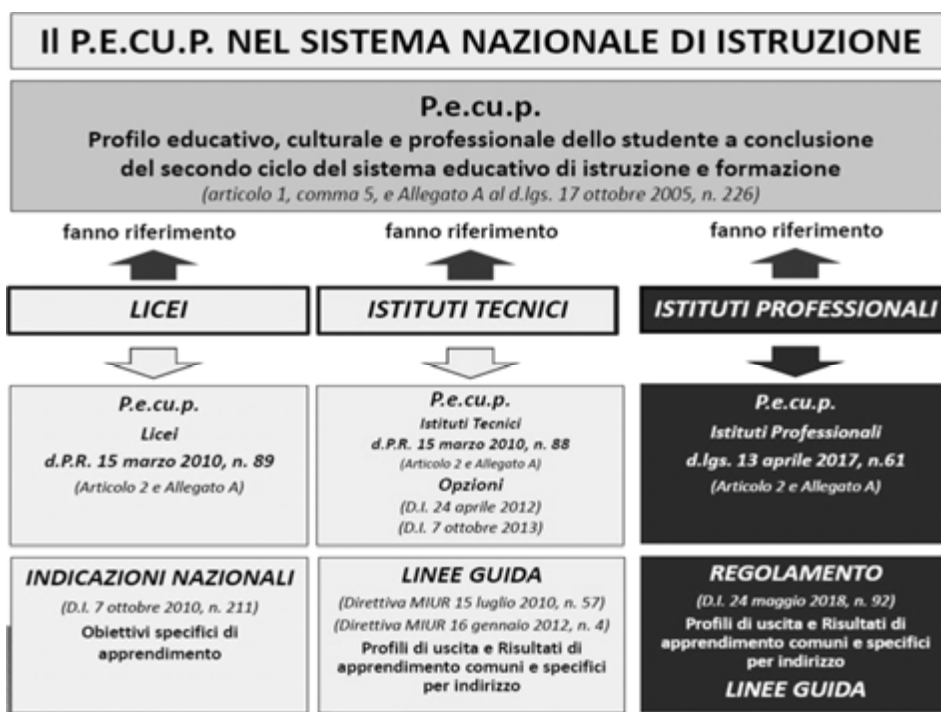 Il P.E.CU.P. NEL SISTEMA NAZIONALE DI ISTRUZIONE
P.e.cu.p.
Profilo educativo, culturale e professionale dello studente a conclusione
del secondo ciclo del sistema educativo di istruzione e formazione
(articolo 1, comma 5, e Allegato A al d.lgs. 17 ottobre 2005, n. 226)
fanno riferimento
LICEI
P.e.cu.p.
Licei
d.P.R. 15 marzo 2010, n. 89
(Articolo 2 e Allegato A)
INDICAZIONI NAZIONALI
(D.I. 7 ottobre 2010, n. 211)
Obiettivi specifici di
apprendimento
fanno riferimento
ISTITUTI TECNICI
P.e.cu.p.
Istituti Tecnici
d.P.R. 15 marzo 2010, n. 88
(Articolo 2 e Allegato A)
Opzioni
(D.I. 24 aprile 2012)
(D.I. 7 ottobre 2013)
LINEE GUIDA
(Direttiva MIUR 15 luglio 2010, n. 57)
(Direttiva MIUR 16 gennaio 2012, n. 4)
Profili di uscita e Risultati di
apprendimento comuni e specifici
per indirizzo
fanno riferimento
ISTITUTI PROFESSIONALI
P.e.cu.p.
Istituti Professionali
d.lgs. 13 aprile 2017, n.61
(Articolo 2 e Allegato A)
REGOLAMENTO
(D.I. 24 maggio 2018, n. 92)
Profili di uscita e Risultati di
apprendimento comuni e specifici
per indirizzo
LINEE GUIDA